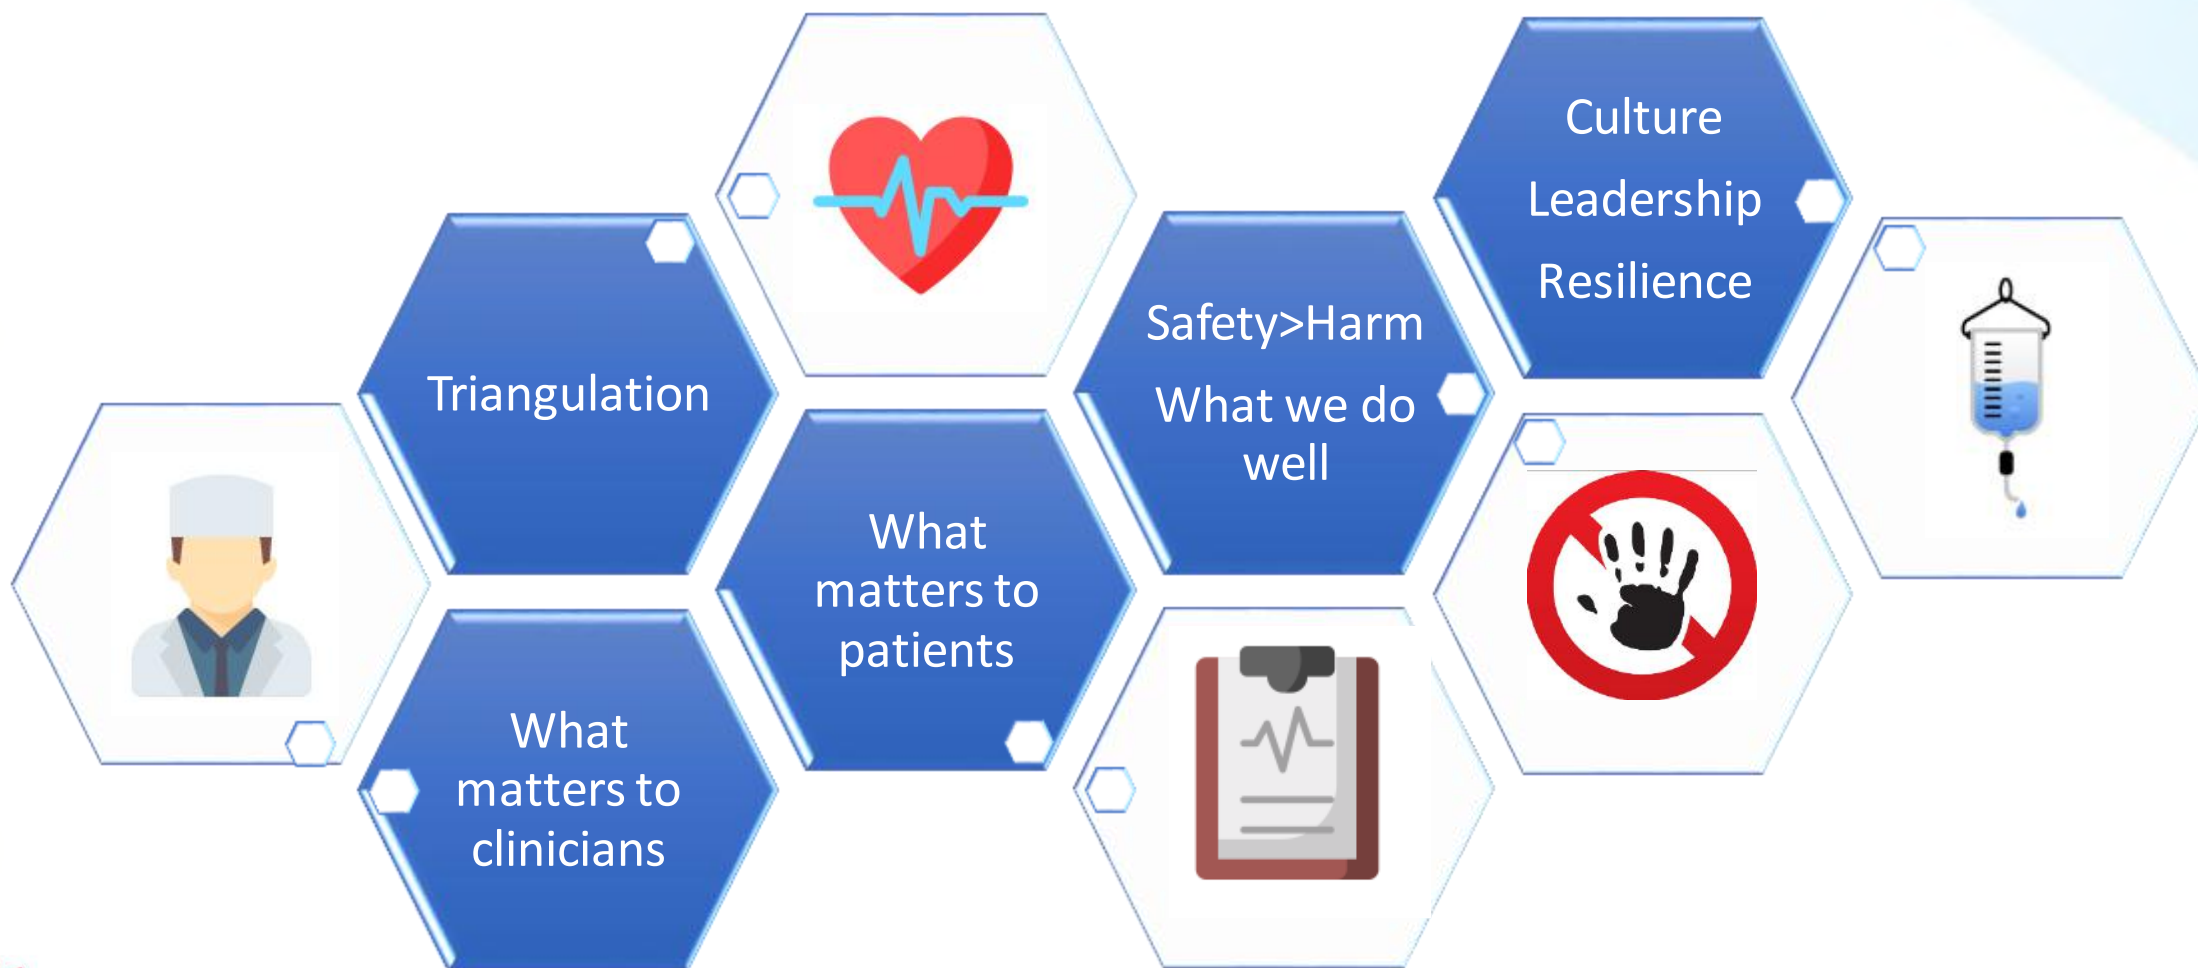 Triangulation
What
matters to
clinicians
What
matters to
patients
Safety>Harm
What we do
well
Culture
Leadership
Resilience